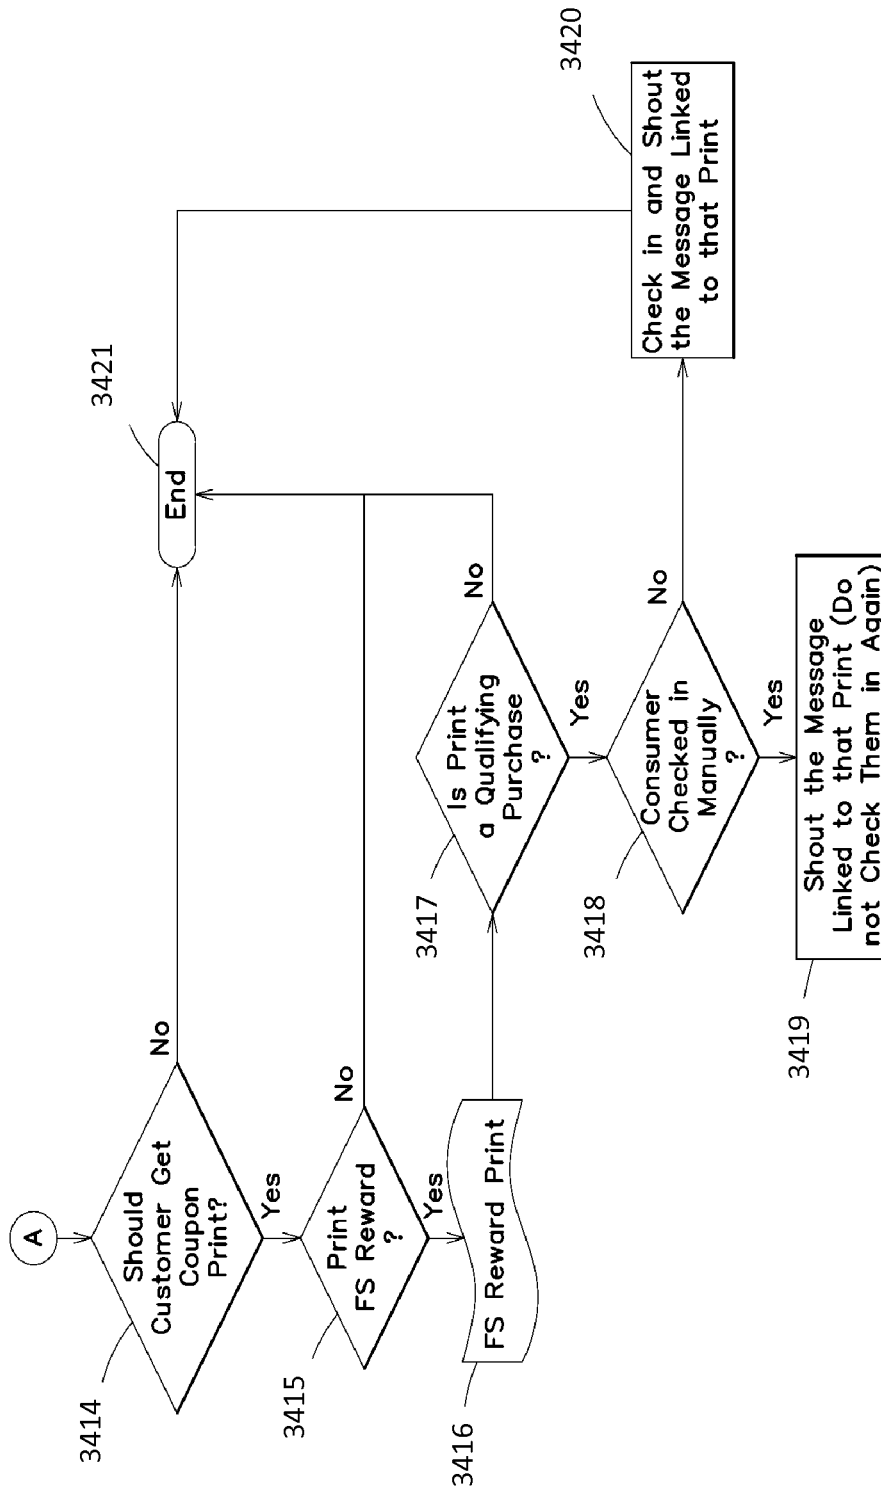 A
3414
Should
Customer Get
Coupon
Print?
No
Yes
3415
Print
FS Reward
?
No
Yes
3416
FS Reward Print
3417
Is Print
a Qualifying
Purchase
?
No
Yes
3418
Consumer
Checked in
Manually
?
No
Yes
3419
Shout the Message
Linked to that Print (Do
not Check Them in Again)
3420
Check in and Shout
the Message Linked
to that Print
3421
End